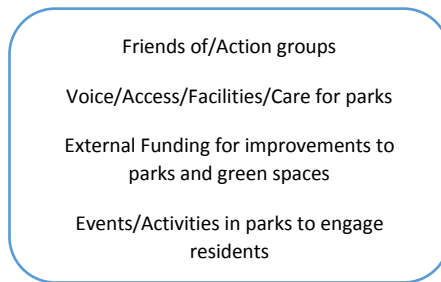 Friends of/Action groups
Voice/Access/Facilities/Care for parks
External Funding for improvements to
parks and green spaces
Events/Activities in parks to engage
residents